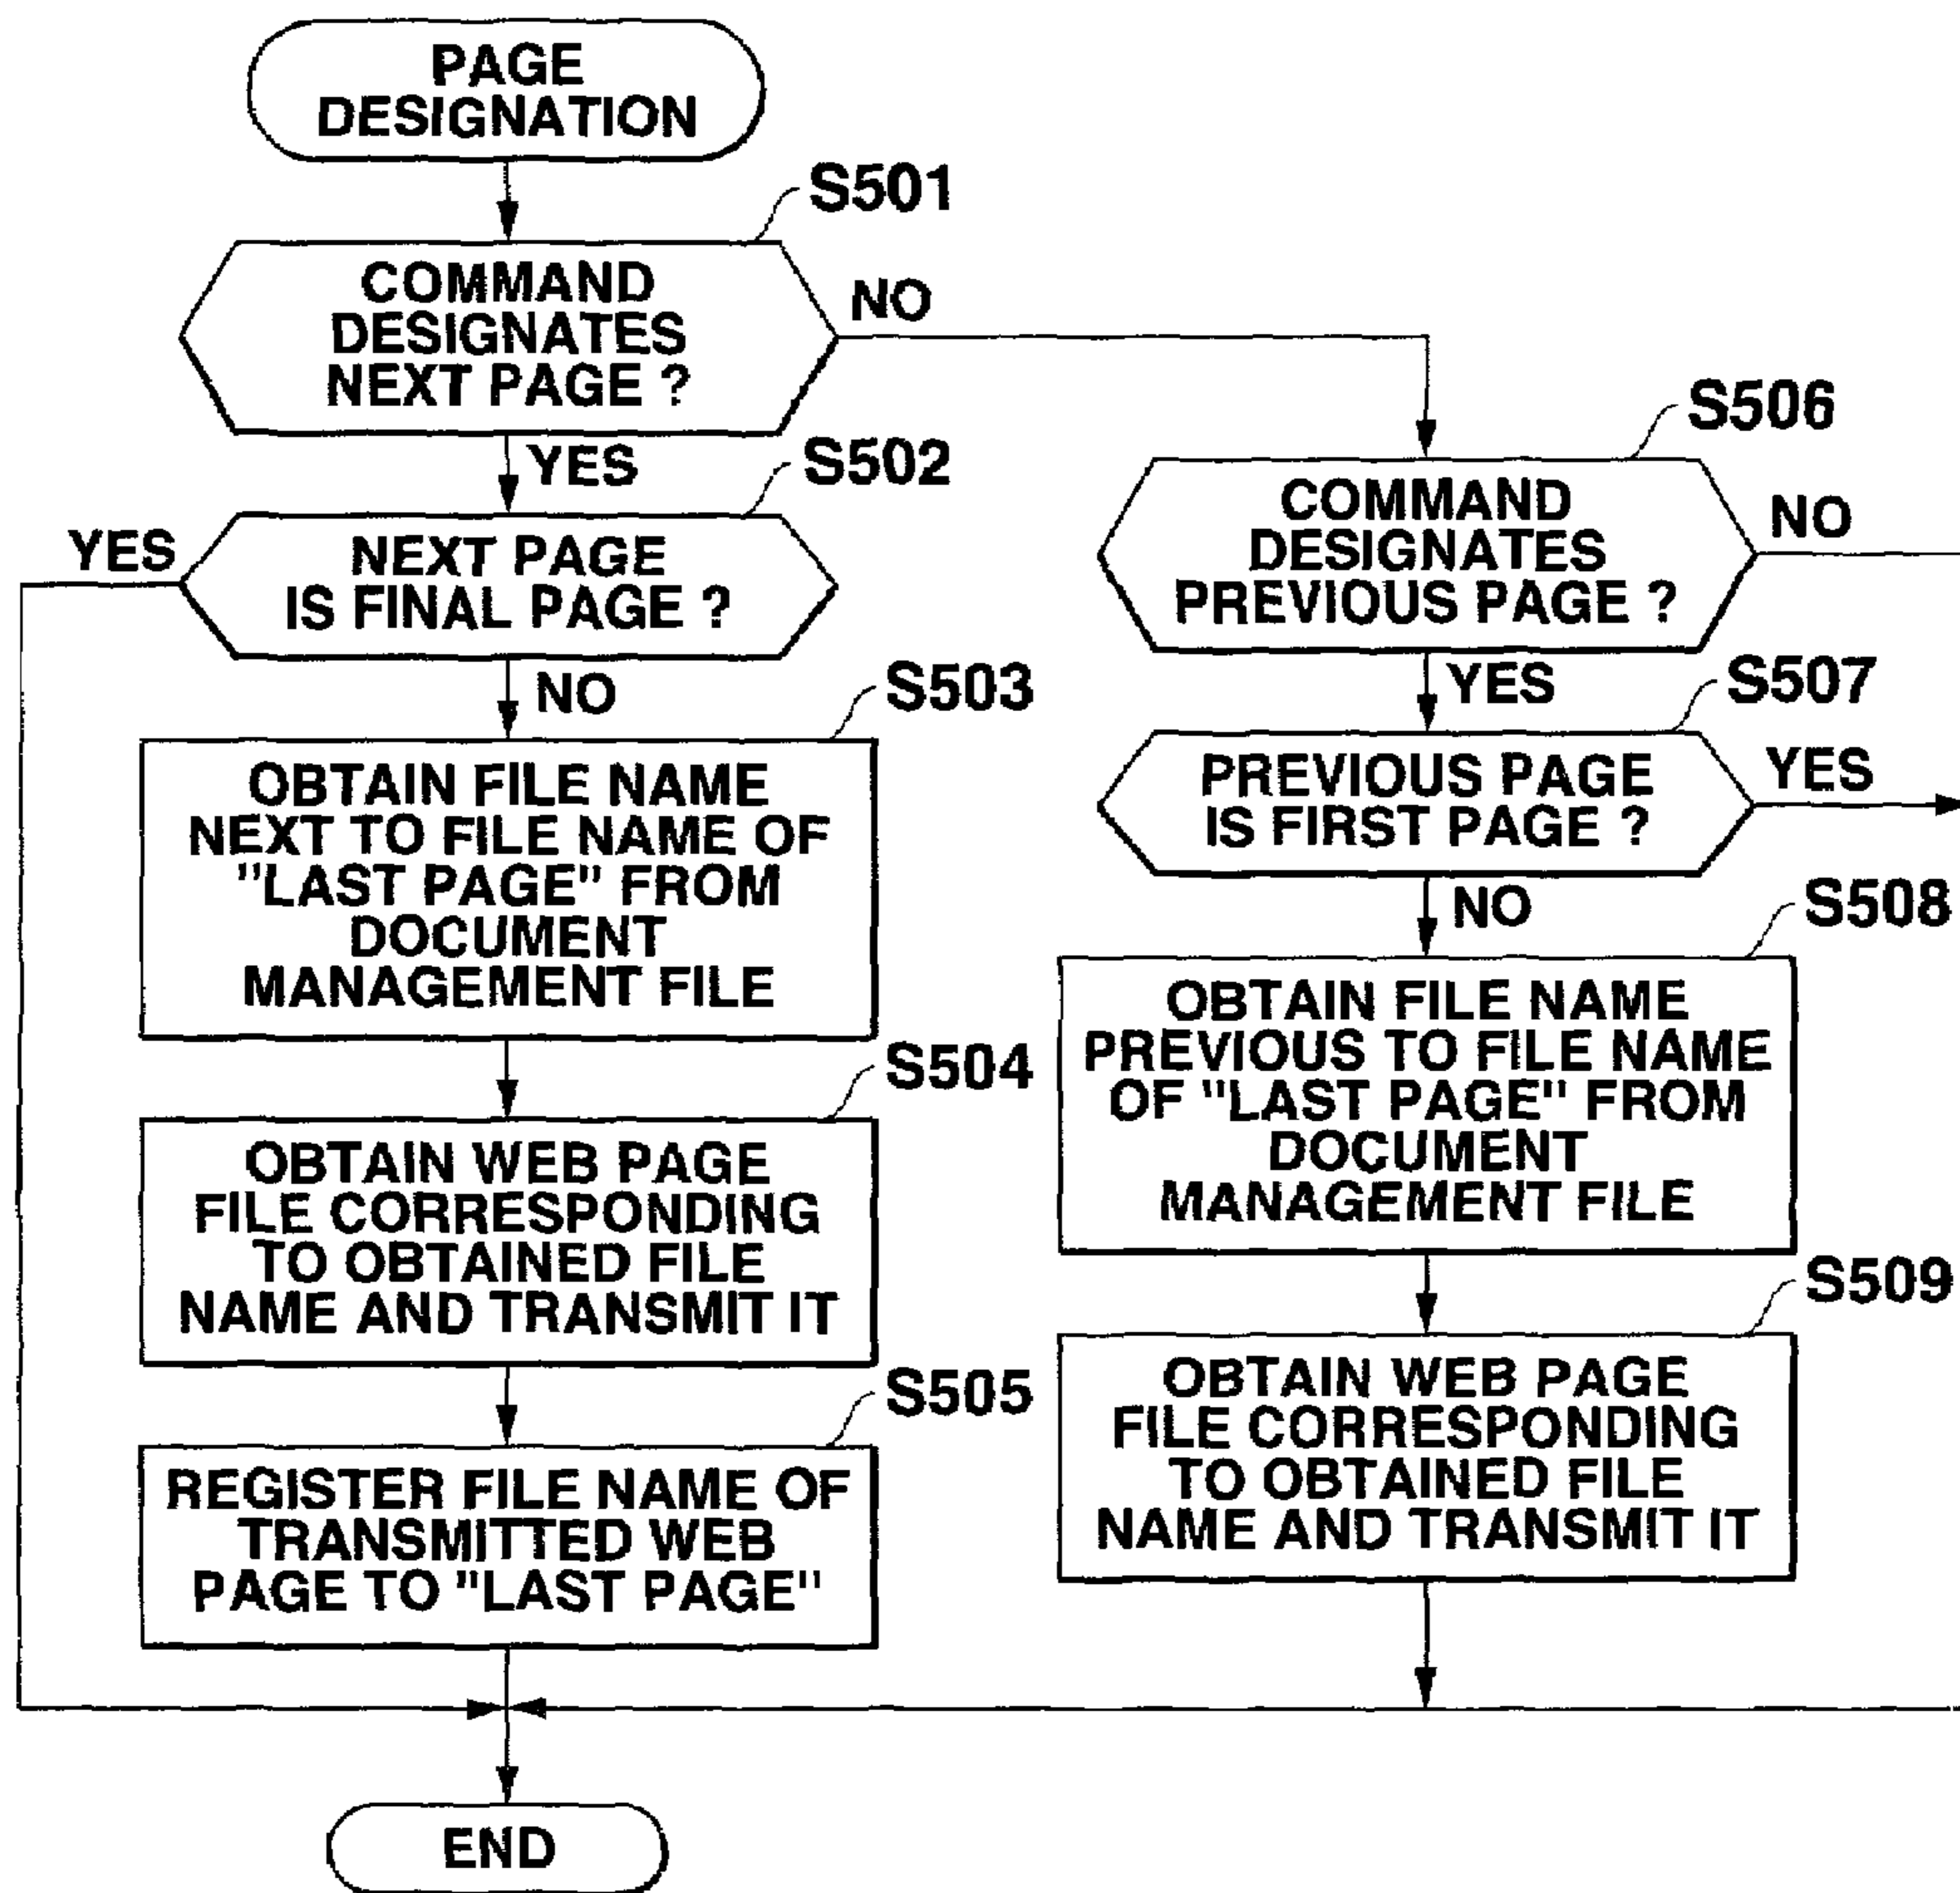 PAGE
DESIGNATION
S501
COMMAND
DESIGNATES
NEXT PAGE ?
NO
YES
S502
YES
NEXT PAGE
IS FINAL PAGE ?
NO
S503
OBTAIN FILE NAME
NEXT TO FILE NAME OF
"LAST PAGE" FROM
DOCUMENT
MANAGEMENT FILE
S504
OBTAIN WEB PAGE
FILE CORRESPONDING
TO OBTAINED FILE
NAME AND TRANSMIT IT
S505
REGISTER FILE NAME OF
TRANSMITTED WEB
PAGE TO "LAST PAGE"
S506
COMMAND
DESIGNATES
PREVIOUS PAGE ?
NO
YES
S507
PREVIOUS PAGE
IS FIRST PAGE ?
YES
NO
S508
OBTAIN FILE NAME
PREVIOUS TO FILE NAME
OF "LAST PAGE" FROM
DOCUMENT
MANAGEMENT FILE
S509
OBTAIN WEB PAGE
FILE CORRESPONDING
TO OBTAINED FILE
NAME AND TRANSMIT IT
END